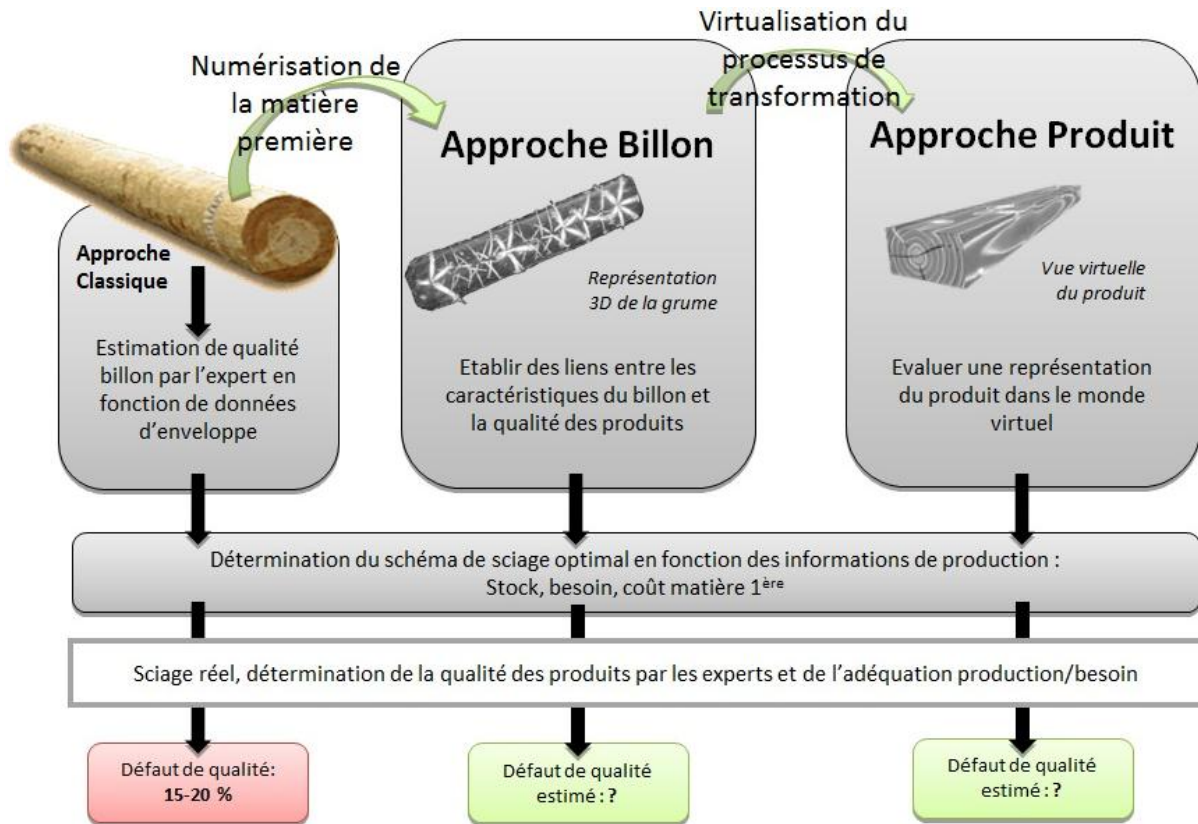 Numérisation de
la matière
première
Virtualisation du
processus de
transformation
Approche
Classique
Estimation de qualité
billon par l'expert en
fonction de données
d'enveloppe
Approche Billon
Représentation
3D de la grume
Etablir des liens entre les
caractéristiques du billon et
la qualité des produits
Approche Produit
Vue virtuelle
du produit
Evaluer une représentation
du produit dans le monde
virtuel
Détermination du schéma de sciage optimal en fonction des informations de production :
Stock, besoin, coût matière 1ère
Sciage réel, détermination de la qualité des produits par les experts et de l'adéquation production/besoin
Défaut de qualité:
15-20 %
Défaut de qualité
estimé : ?
Défaut de qualité
estimé : ?